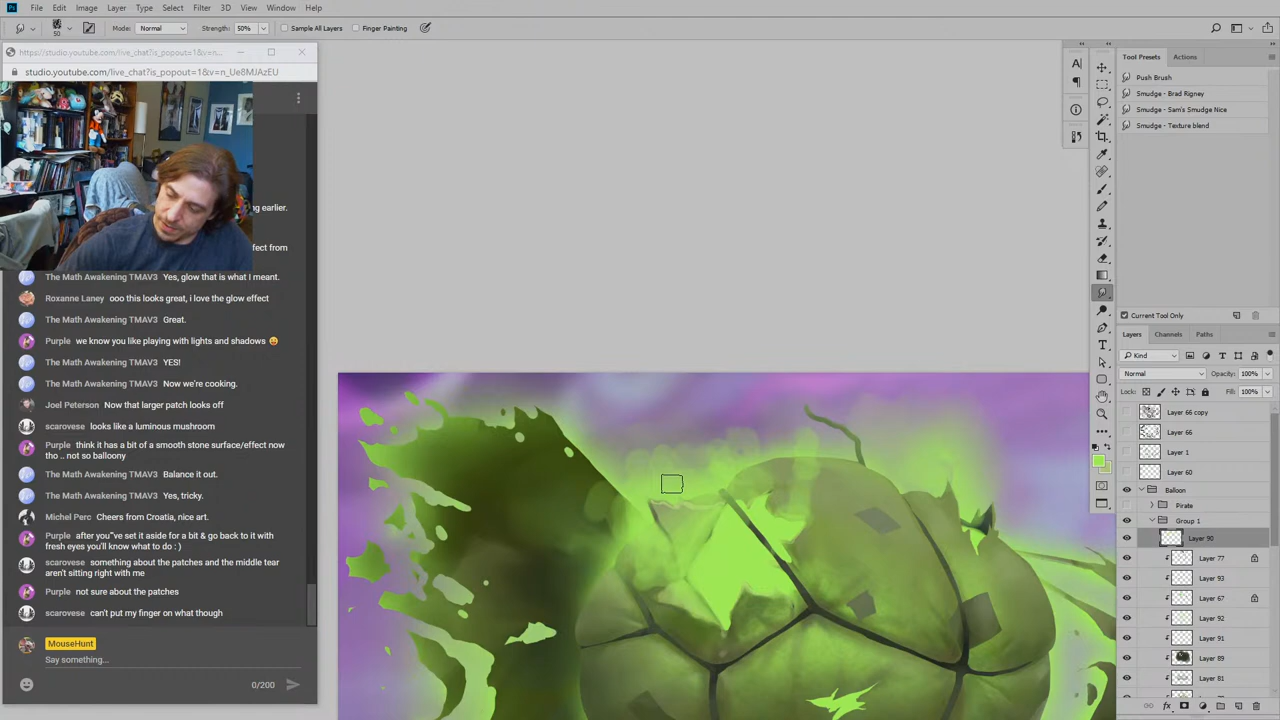 Ps File Edit Image Layer Type Select Filter 3D View Window Help
50 Mode: Normal Strength: 50% Sample All Layers Finger Painting
https://studio.youtube.com/live_chat?is_popout=1&v=n_Ue8MJAzEU
studio.youtube.com/live_chat?is_popout=1&v=n_Ue8MJAzEU
ng earlier.
fect from
The Math Awakening TMAV3 Yes, glow that is what I meant.
Roxanne Laney ooo this looks great, i love the glow effect
The Math Awakening TMAV3 Great.
Purple we know you like playing with lights and shadows 😀
The Math Awakening TMAV3 YES!
The Math Awakening TMAV3 Now we're cooking.
Joel Peterson Now that larger patch looks off
scarovese looks like a luminous mushroom
Purple think it has a bit of a smooth stone surface/effect now
tho .. not so balloony
The Math Awakening TMAV3 Balance it out.
The Math Awakening TMAV3 Yes, tricky.
Michel Perc Cheers from Croatia, nice art.
Purple after you"ve set it aside for a bit & go back to it with
fresh eyes you'll know what to do : )
scarovese something about the patches and the middle tear
aren't sitting right with me
Purple not sure about the patches
scarovese can't put my finger on what though
MouseHunt
Say something...
0/200
Tool Presets Actions
Push Brush
Smudge - Brad Rigney
Smudge - Sam's Smudge Nice
Smudge - Texture blend
Current Tool Only
Layers Channels Paths
Kind
Normal Opacity: 100%
Lock: Fill: 100%
Layer 66 copy
Layer 66
Layer 1
Layer 60
Balloon
Pirate
Group 1
Layer 90
Layer 77
Layer 93
Layer 67
Layer 92
Layer 91
Layer 89
Layer 81